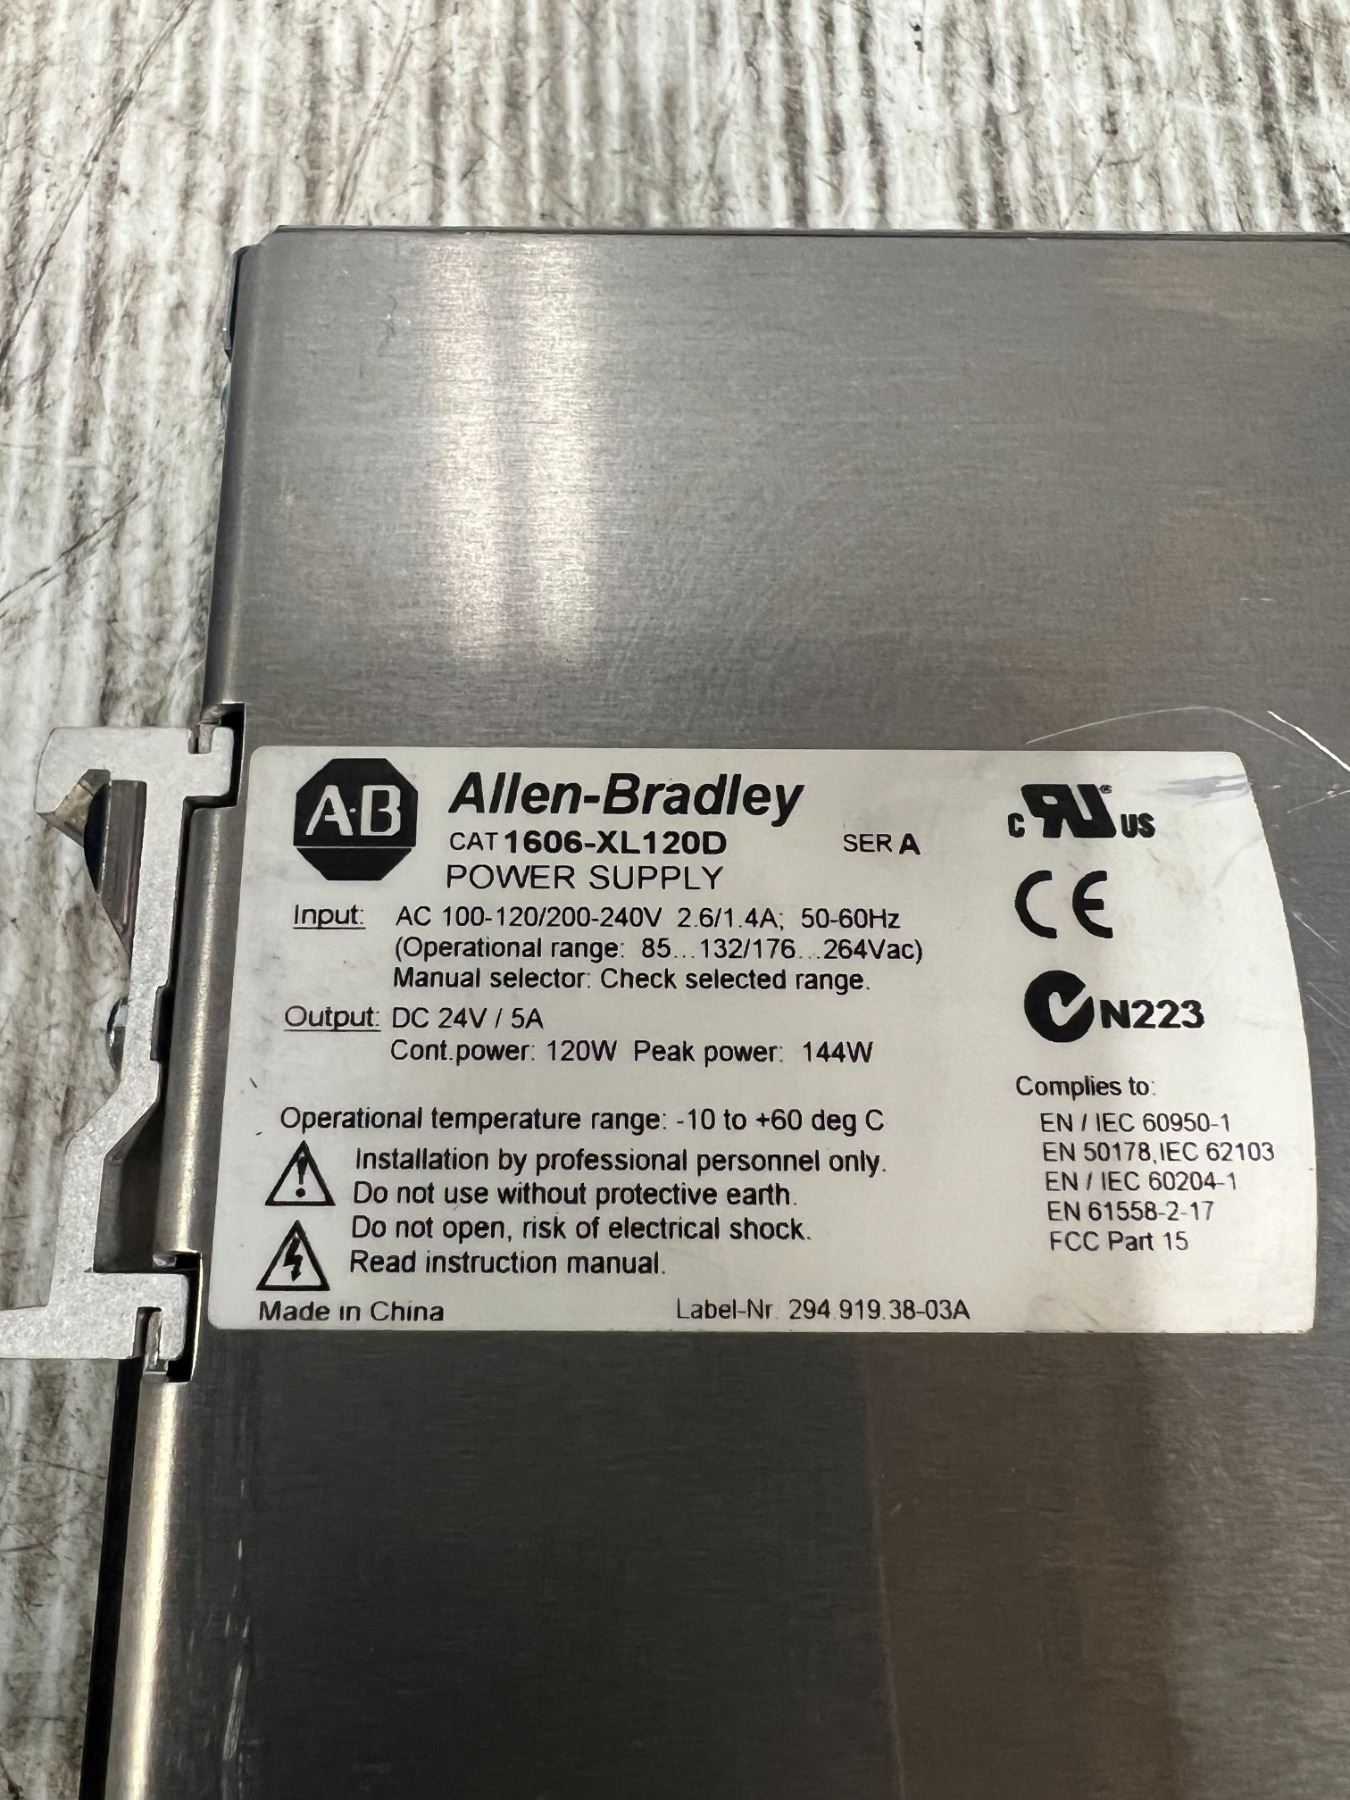 A·B Allen-Bradley
CAT 1606-XL120D SER A
POWER SUPPLY
Input: AC 100-120/200-240V 2.6/1.4A; 50-60Hz
(Operational range: 85...132/176...264Vac)
Manual selector: Check selected range.
Output: DC 24V / 5A
Cont.power: 120W Peak power: 144W
Operational temperature range: -10 to +60 deg C
Installation by professional personnel only.
Do not use without protective earth.
Do not open, risk of electrical shock.
Read instruction manual.
Made in China
Label-Nr. 294.919.38-03A
c RU® US
CE
N223
Complies to:
EN / IEC 60950-1
EN 50178, IEC 62103
EN / IEC 60204-1
EN 61558-2-17
FCC Part 15